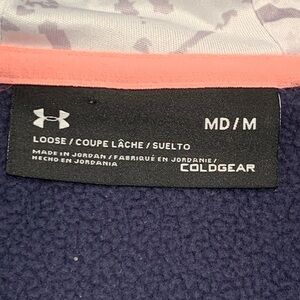 MD / M
LOOSE / COUPE LÂCHE / SUELTO
MADE IN JORDAN / FABRIQUÉ EN JORDANIE /
HECHO EN JORDANIA
COLDGEAR